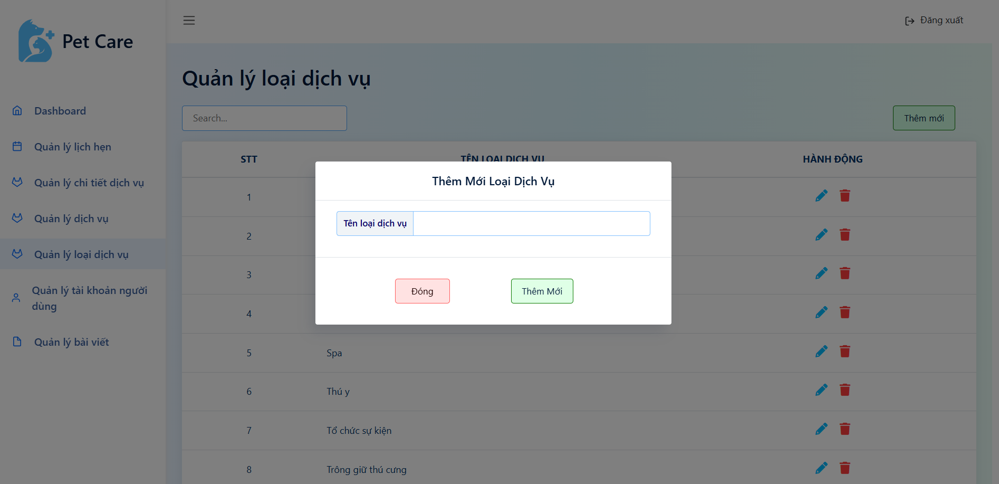 Pet Care
Đăng xuất
Dashboard
Quản lý lịch hẹn
Quản lý chi tiết dịch vụ
Quản lý dịch vụ
Quản lý loại dịch vụ
Quản lý tài khoản người
dùng
Quản lý bài viết
Quản lý loại dịch vụ
Search...
Thêm mới
STT
TÊN LOẠI DỊCH VỤ
HÀNH ĐỘNG
Thêm Mới Loại Dịch Vụ
Tên loại dịch vụ
Đóng
Thêm Mới
1
2
3
4
5 Spa
6 Thú y
7 Tổ chức sự kiện
8 Trông giữ thú cưng